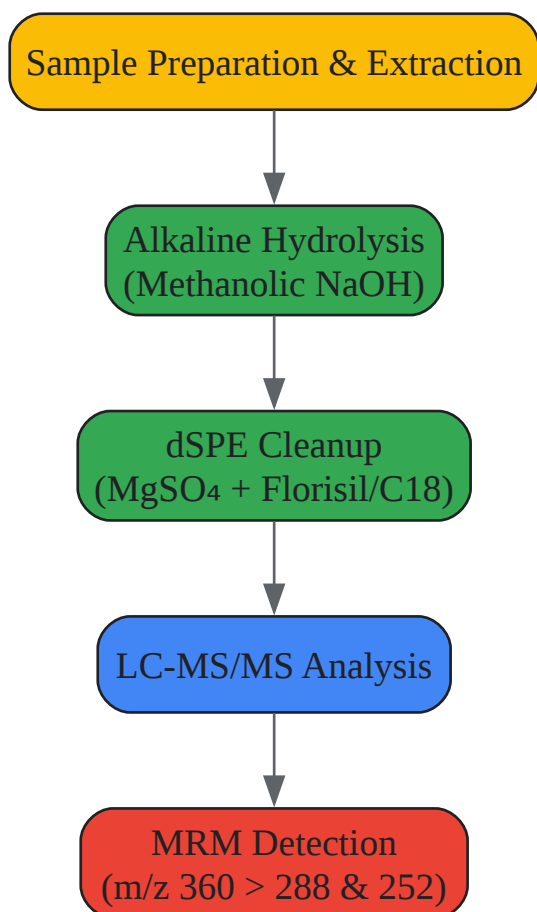 Sample Preparation & Extraction
Alkaline Hydrolysis
(Methanolic NaOH)
dSPE Cleanup
(MgSO₄ + Florisil/C18)
LC-MS/MS Analysis
MRM Detection
(m/z 360 > 288 & 252)